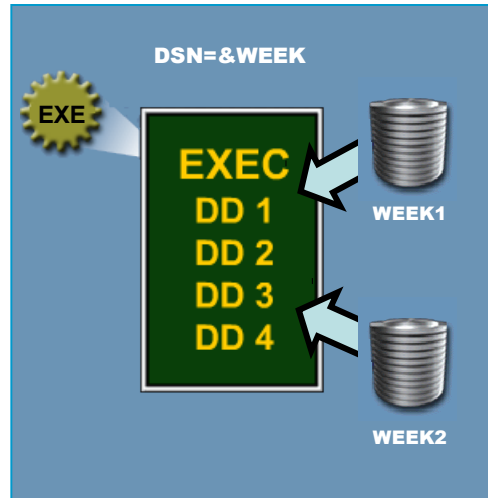 DSN=&WEEK
EXE
EXEC
DD 1
DD 2
DD 3
DD 4
WEEK1
WEEK2